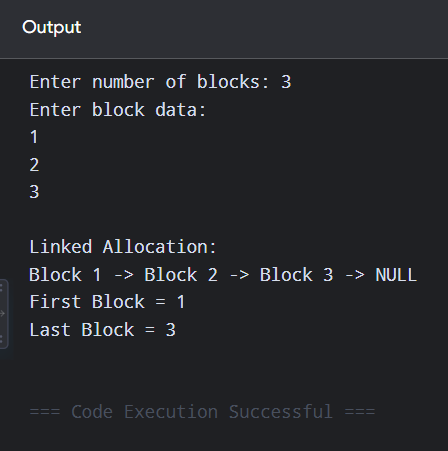 Output
Enter number of blocks: 3
Enter block data:
1
2
3
Linked Allocation:
Block 1 -> Block 2 -> Block 3 -> NULL
First Block = 1
Last Block = 3
=== Code Execution Successful ===